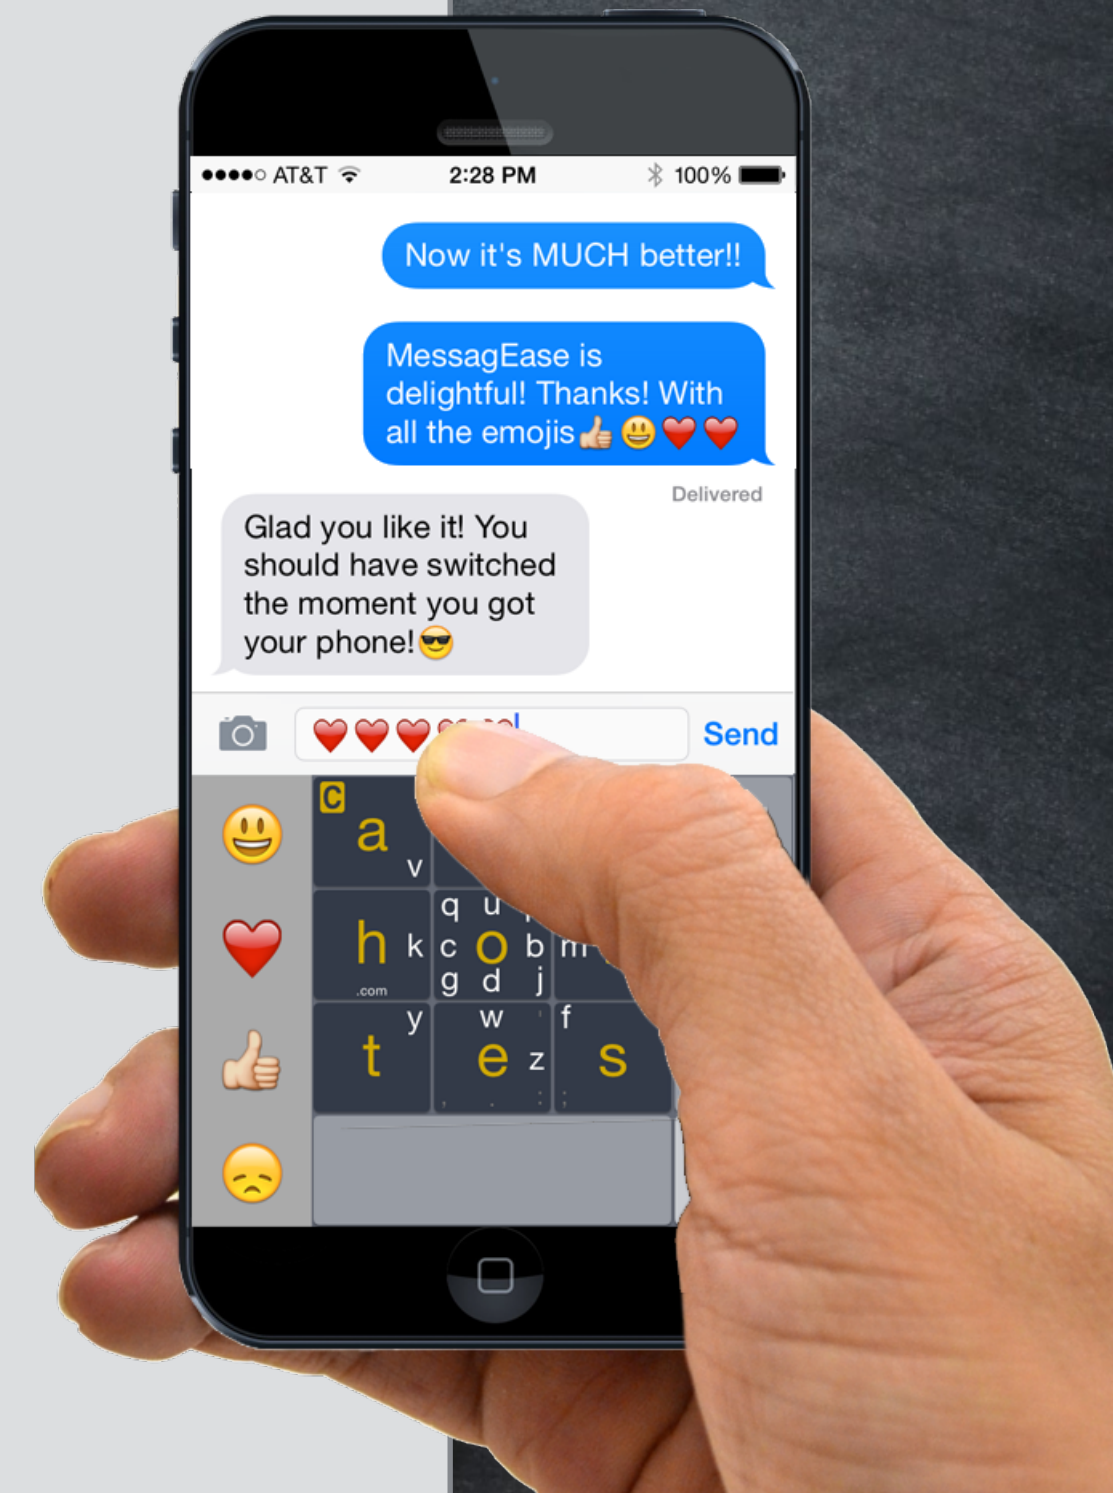 AT&T 2:28 PM 100%
Now it's MUCH better!!
MessagEase is
delightful! Thanks! With
all the emojis👍😃❤️❤️
Delivered
Glad you like it! You
should have switched
the moment you got
your phone!😎
❤️❤️❤️❤️❤️ Send
C
a
v
q u
h k c o b m
.com g d j
y w ' f
t e z s
, . : ;